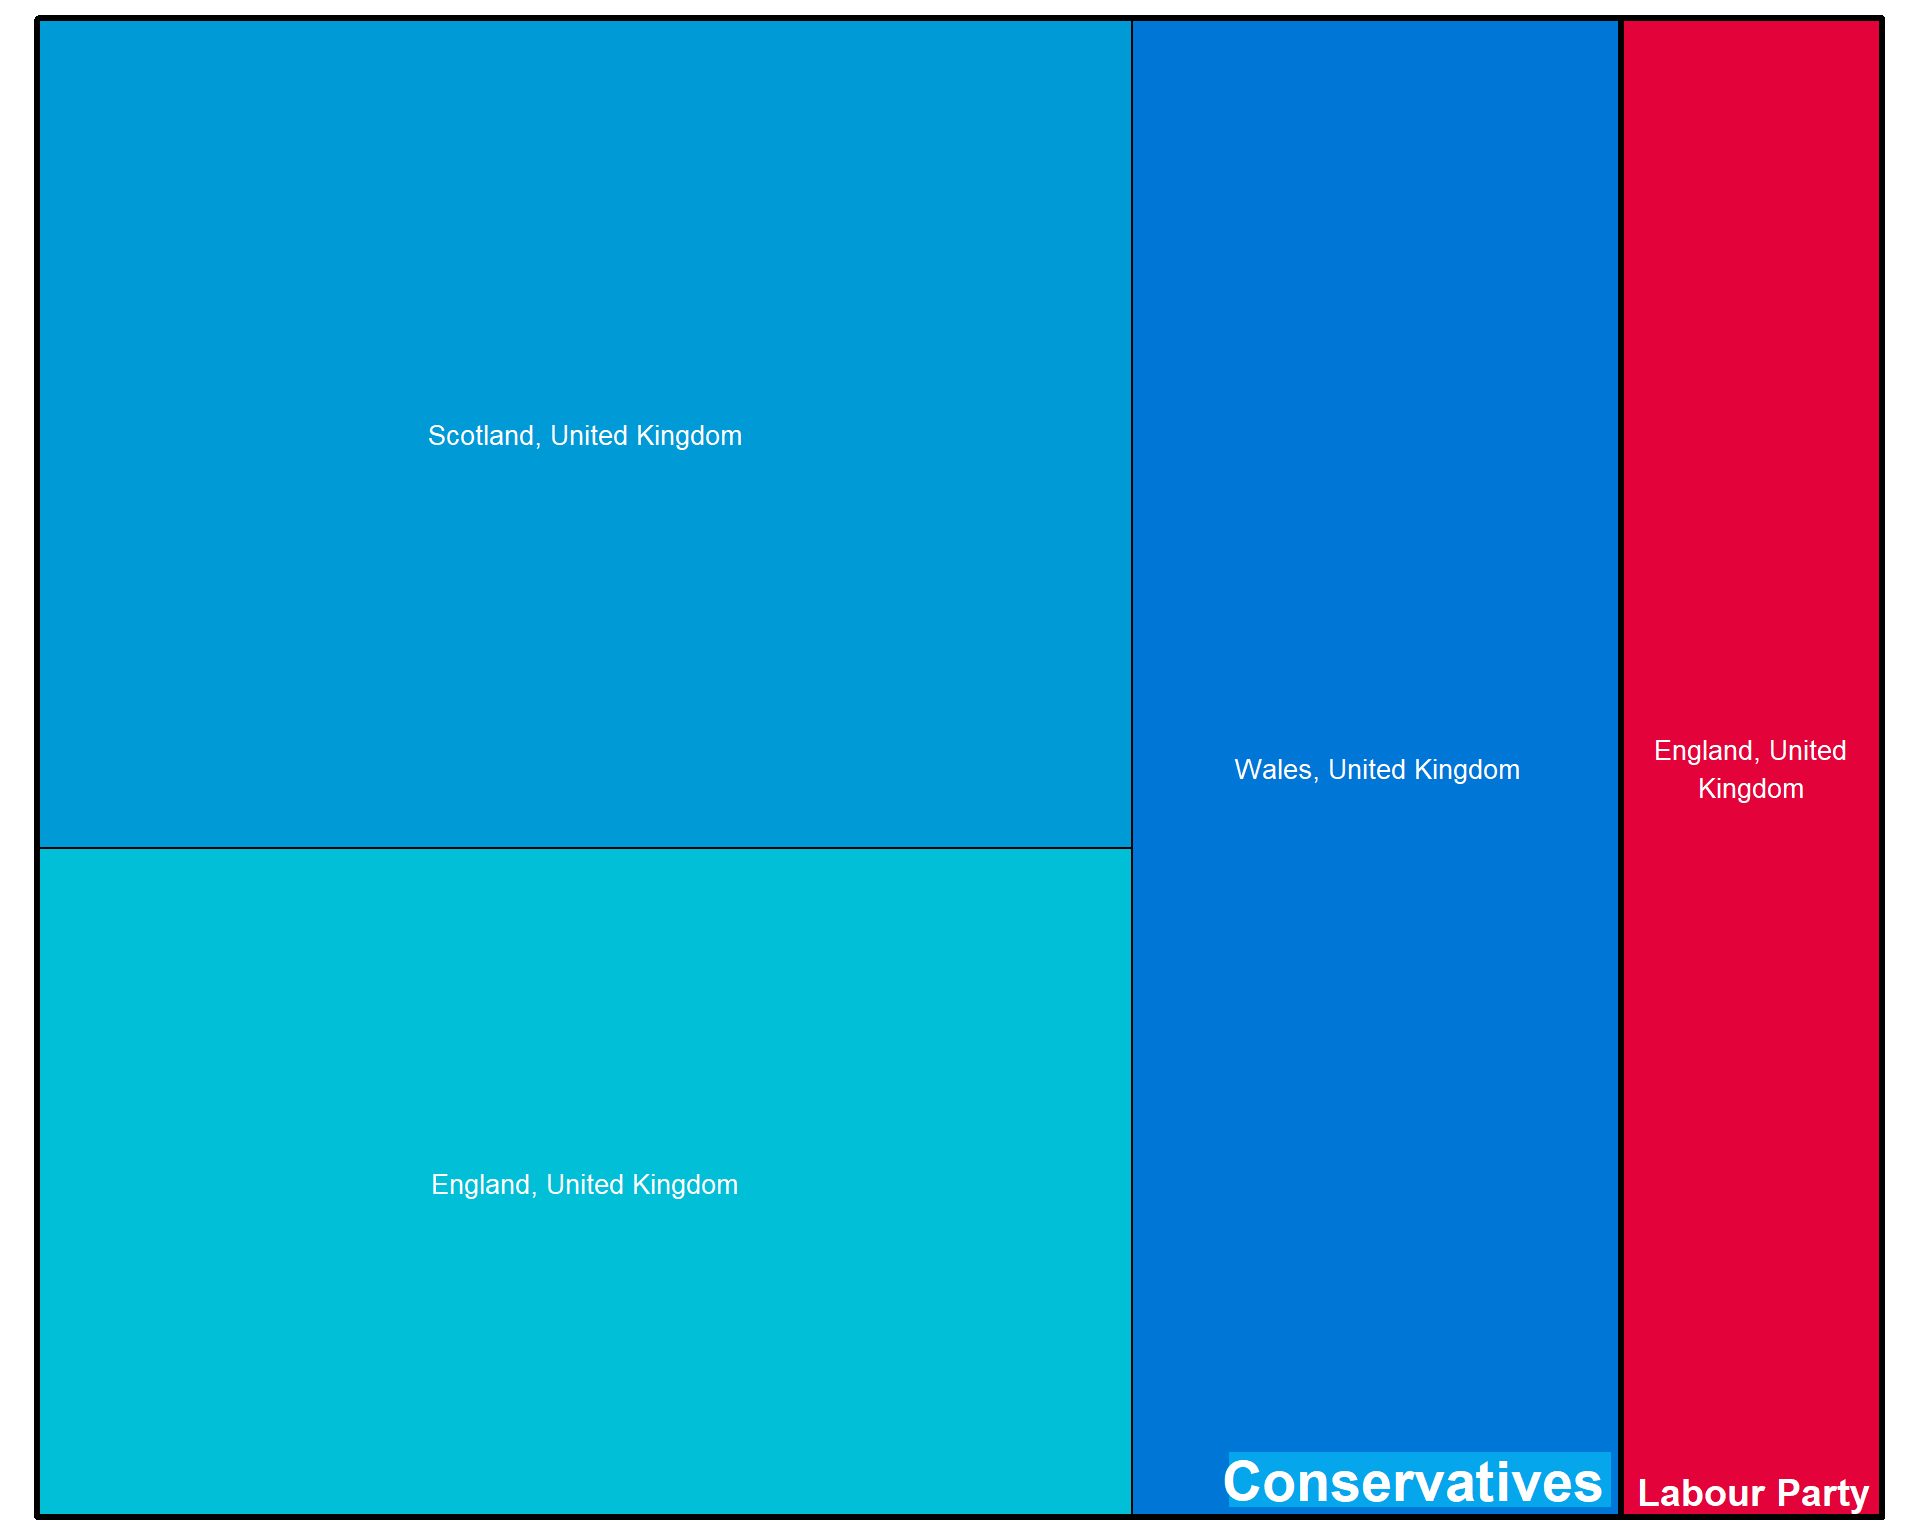 Scotland, United Kingdom
England, United Kingdom
Wales, United Kingdom
Conservatives
England, United
Kingdom
Labour Party